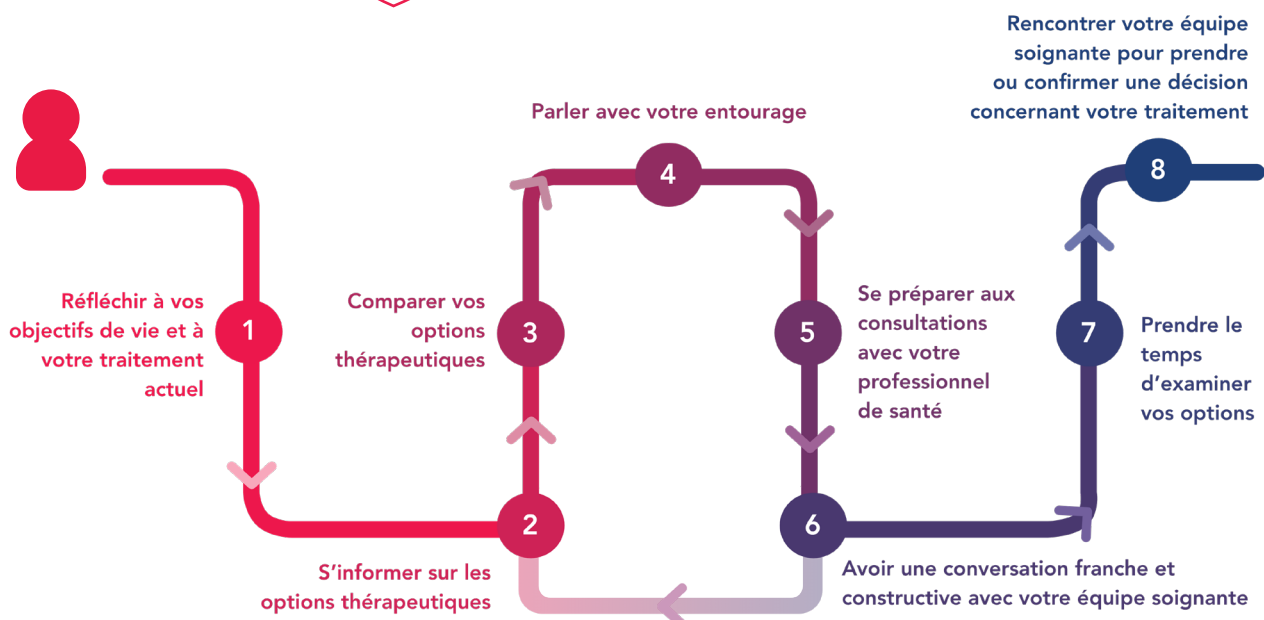 1
Réfléchir à vos
objectifs de vie et à
votre traitement
actuel
2
S’informer sur les
options thérapeutiques
3
Comparer vos
options
thérapeutiques
4
Parler avec votre entourage
5
Se préparer aux
consultations
avec votre
professionnel
de santé
6
Avoir une conversation franche et
constructive avec votre équipe soignante
7
Prendre le
temps
d’examiner
vos options
8
Rencontrer votre équipe
soignante pour prendre
ou confirmer une décision
concernant votre traitement